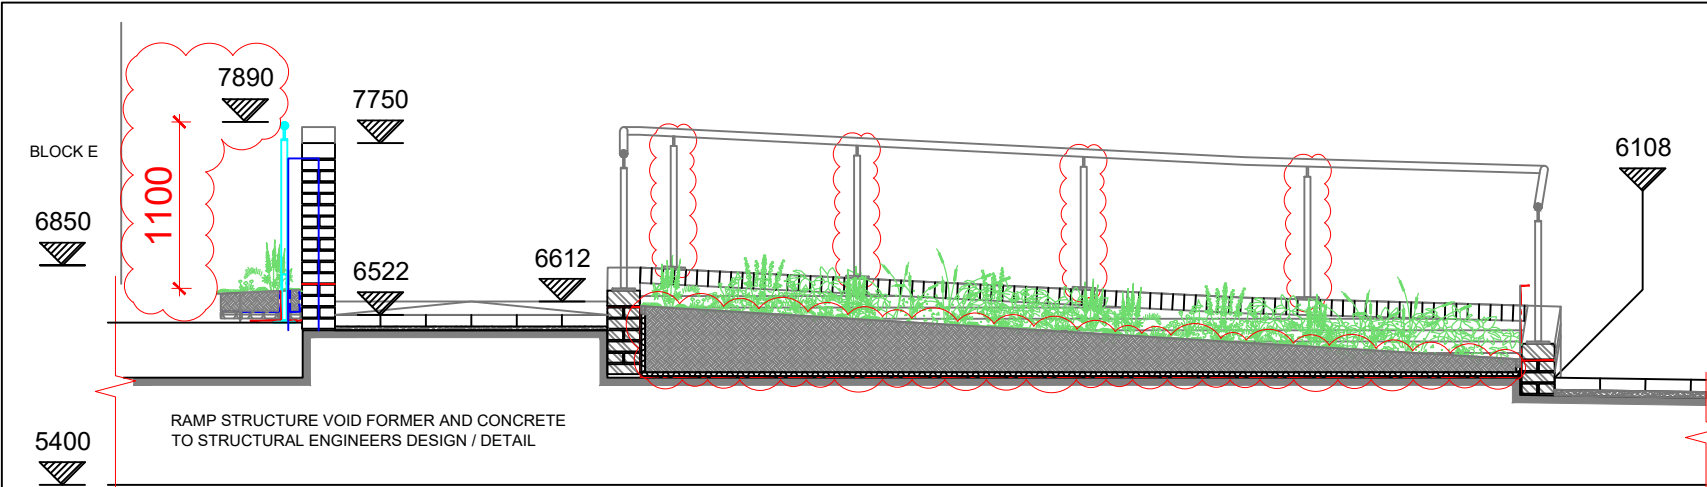 7890
7750
BLOCK E
1100
6850
6522
6612
6108
RAMP STRUCTURE VOID FORMER AND CONCRETE
TO STRUCTURAL ENGINEERS DESIGN / DETAIL
5400